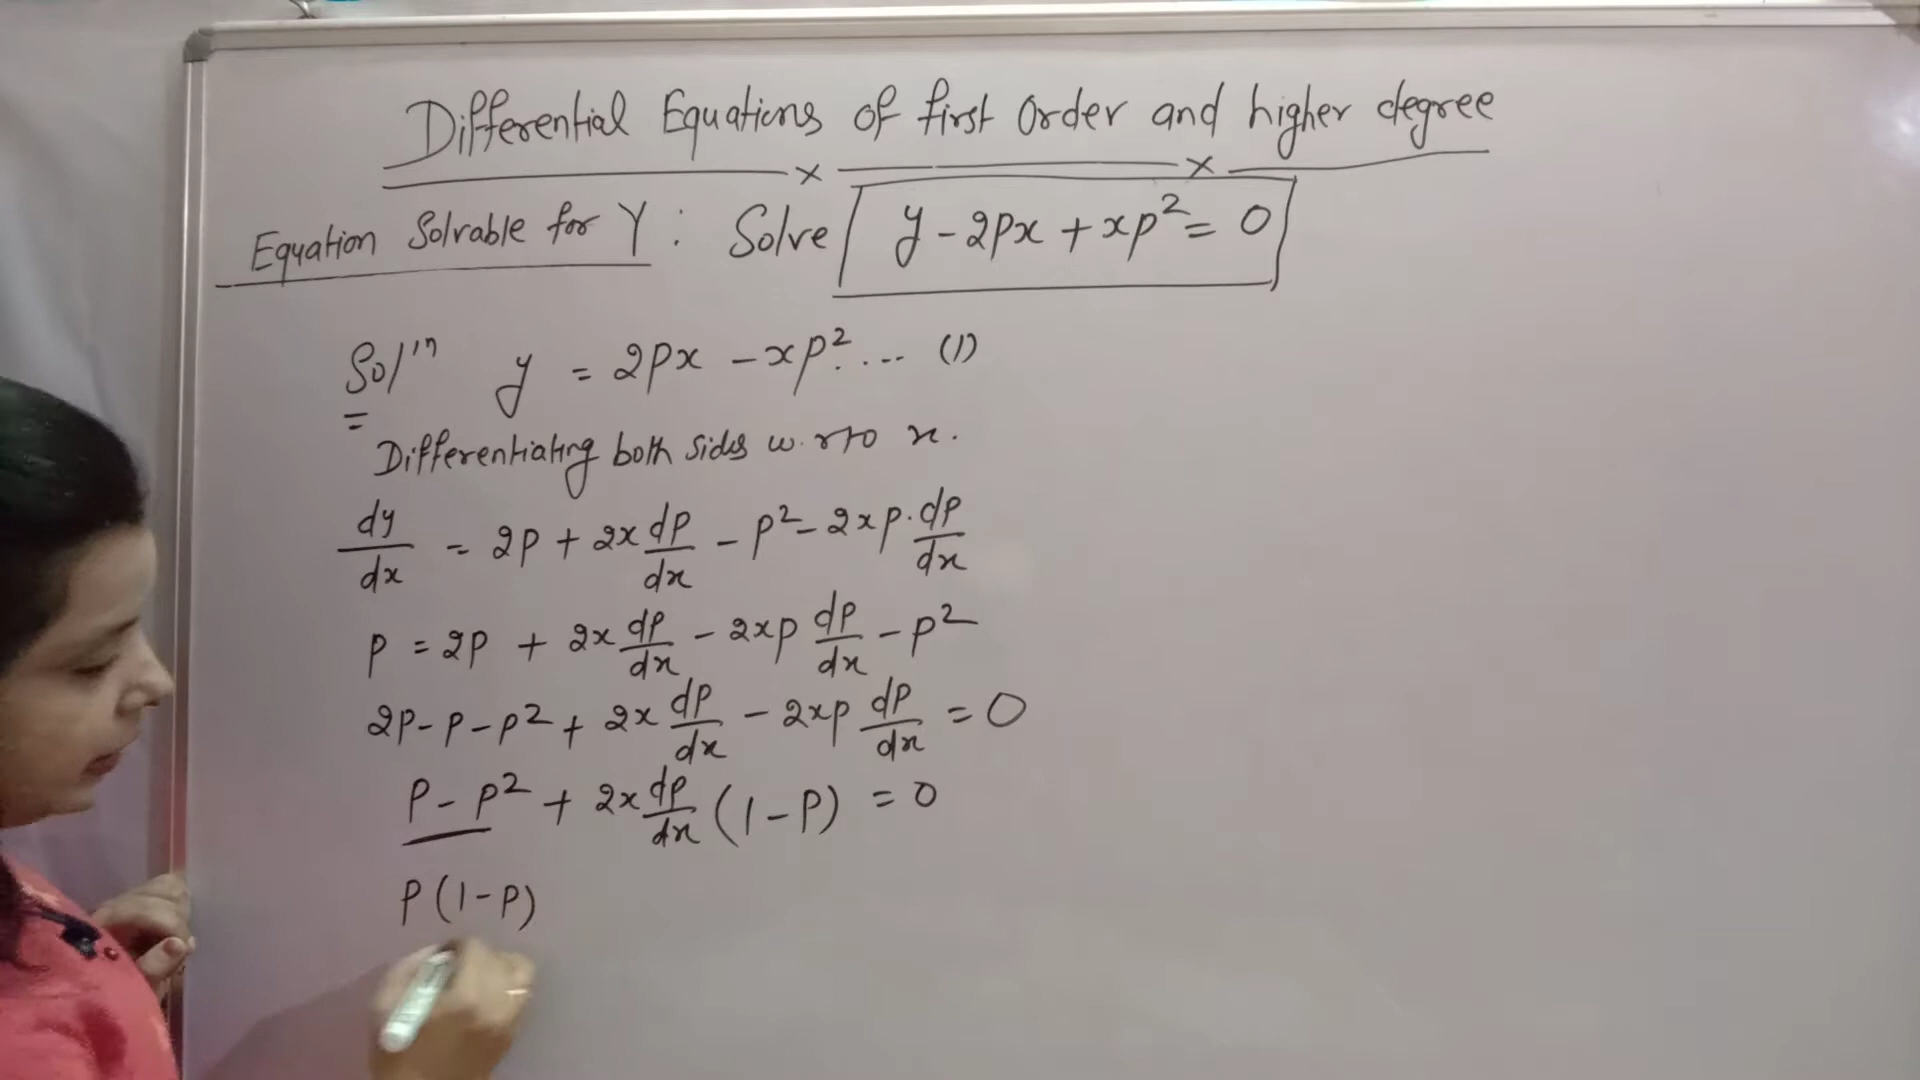 Differential Equations of first Order and higher degree
Equation Solvable for Y : Solve y - 2px + xp² = 0
Sol'n y = 2px - xp² ... (1)
Differentiating both sides w.r to x.
dy/dx = 2p + 2x dp/dx - p² - 2xp . dp/dx
p = 2p + 2x dp/dx - 2xp dp/dx - p²
2p - p - p² + 2x dp/dx - 2xp dp/dx = 0
p - p² + 2x dp/dx (1-p) = 0
p(1-p)